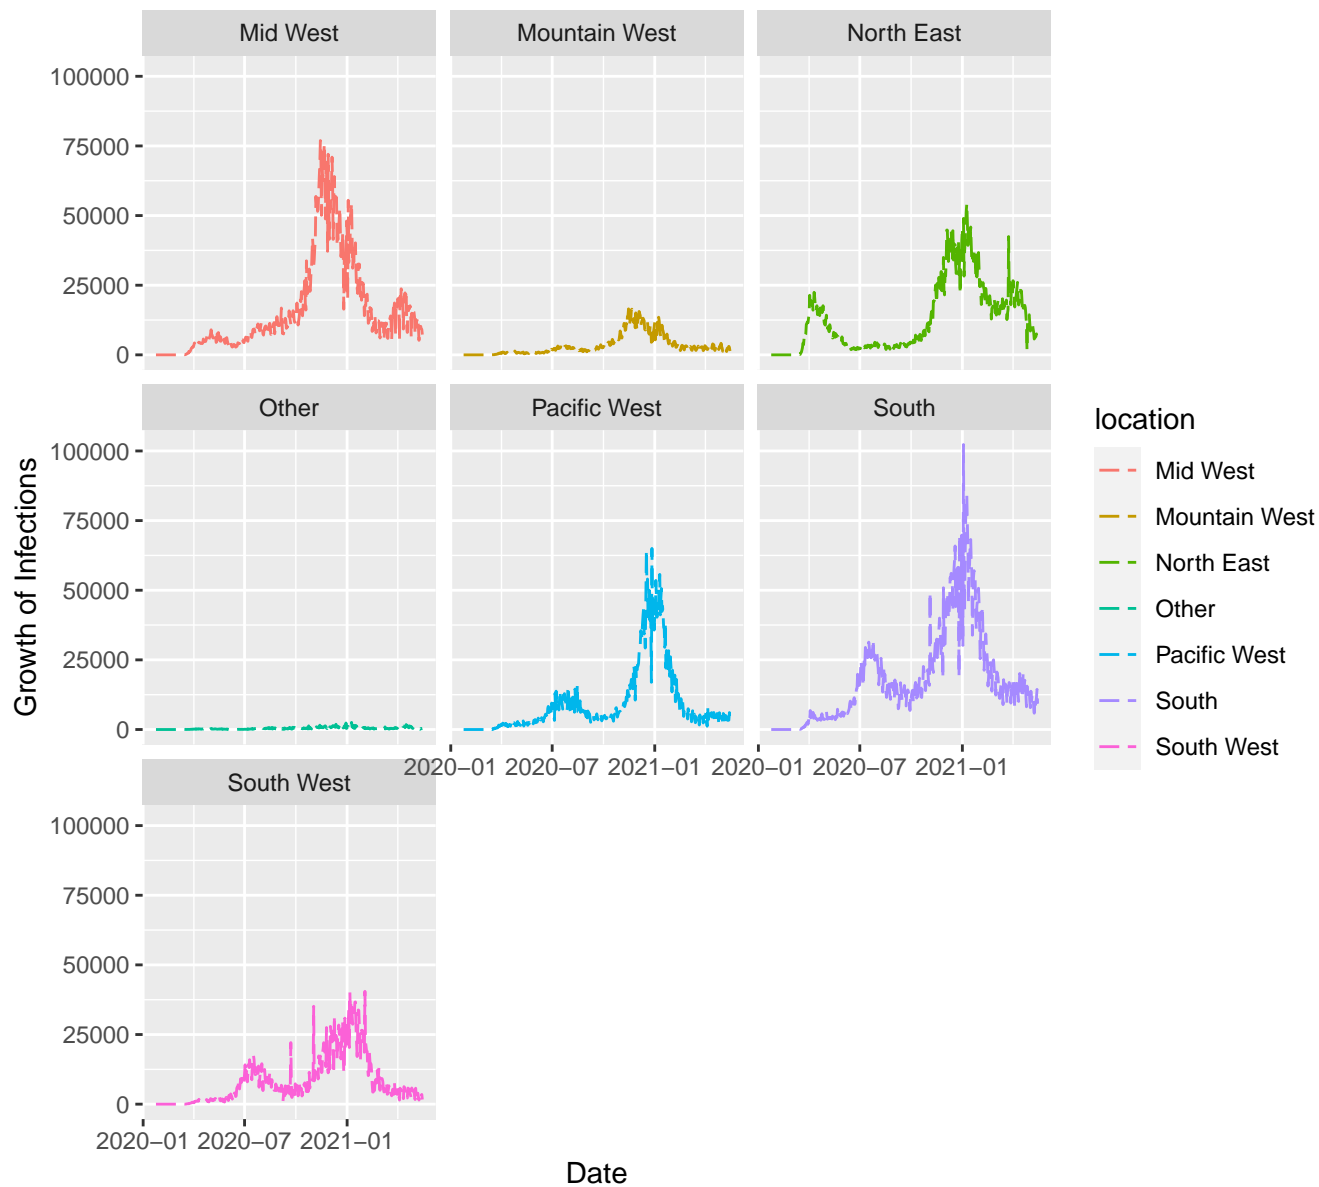 Mid West
Mountain West
North East
100000
75000
50000
25000
0
Other
Pacific West
South
100000
75000
50000
25000
0
2020−01 2020−07 2021−01
2020−01 2020−07 2021−01
South West
100000
75000
50000
25000
0
2020−01 2020−07 2021−01
Growth of Infections
Date
location
Mid West
Mountain West
North East
Other
Pacific West
South
South West